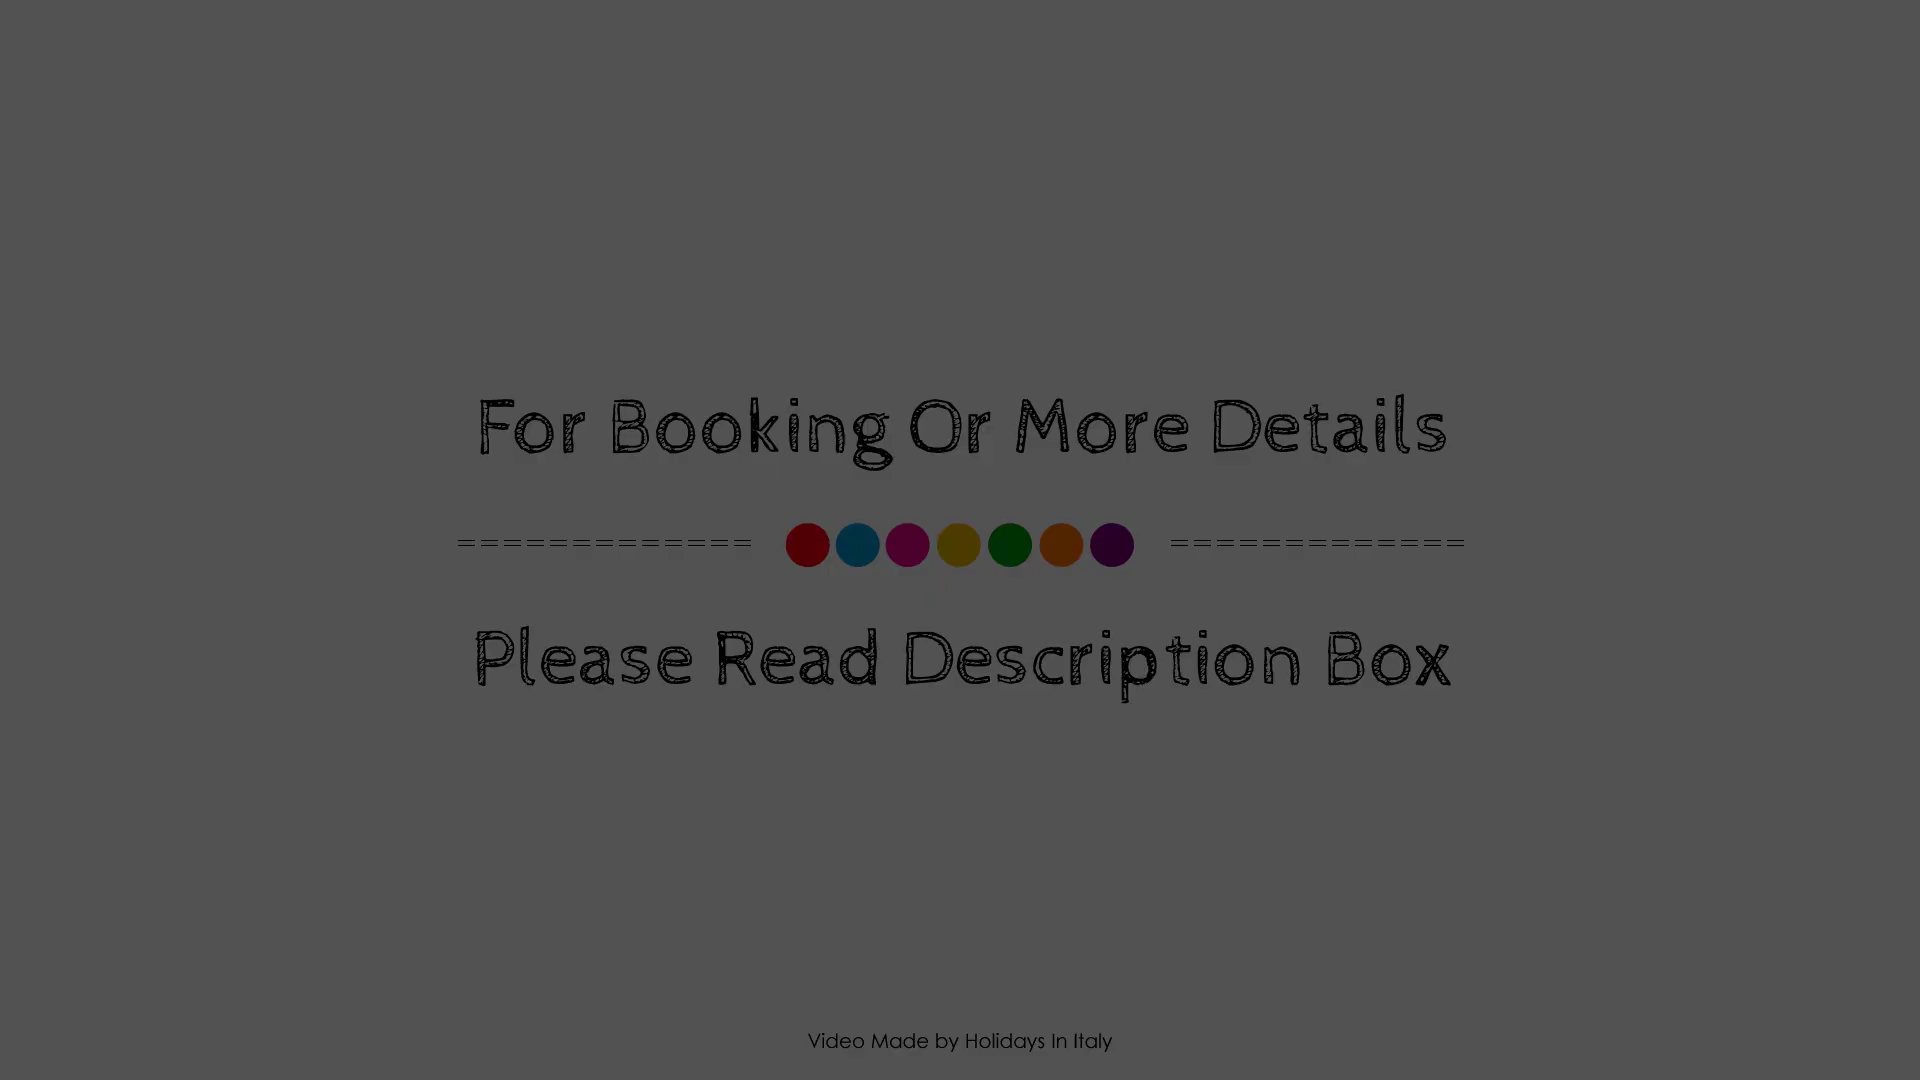 For Booking Or More Details
============= =============
Please Read Description Box
Video Made by Holidays In Italy